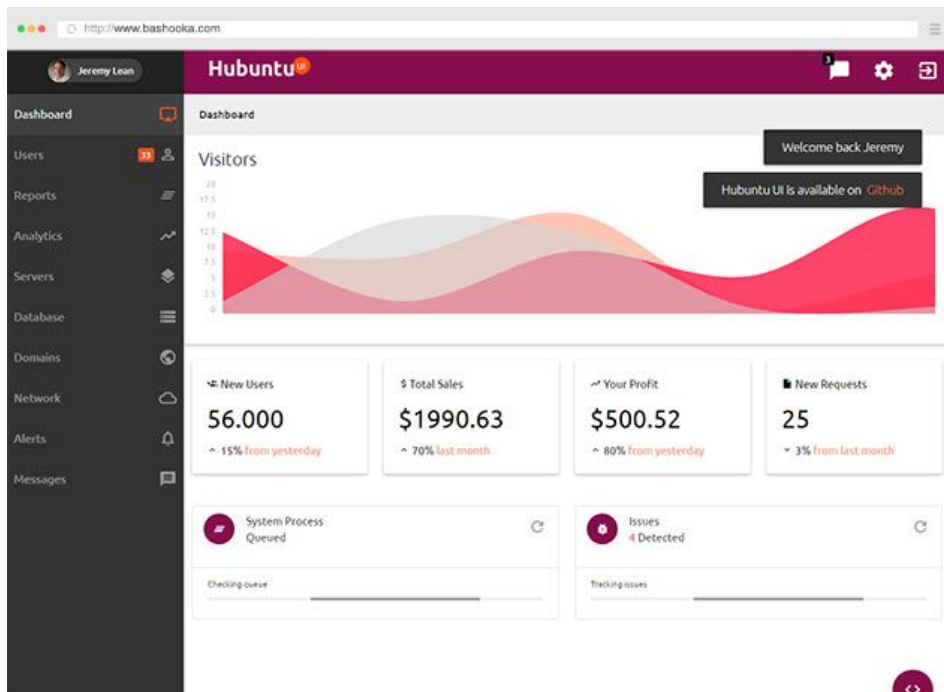 http://www.bashooka.com
Jeremy Lean
Hubuntu UI
3
Dashboard
Users 33
Reports
Analytics
Servers
Database
Domains
Network
Alerts
Messages
Dashboard
Welcome back Jeremy
Hubuntu UI is available on Github
Visitors
20
17.5
15
12.5
10
7.5
5
2.5
0
New Users
56.000
15% from yesterday
$ Total Sales
$1990.63
70% last month
Your Profit
$500.52
80% from yesterday
New Requests
25
3% from last month
System Process
Queued
Checking queue
Issues
4 Detected
Tracking issues